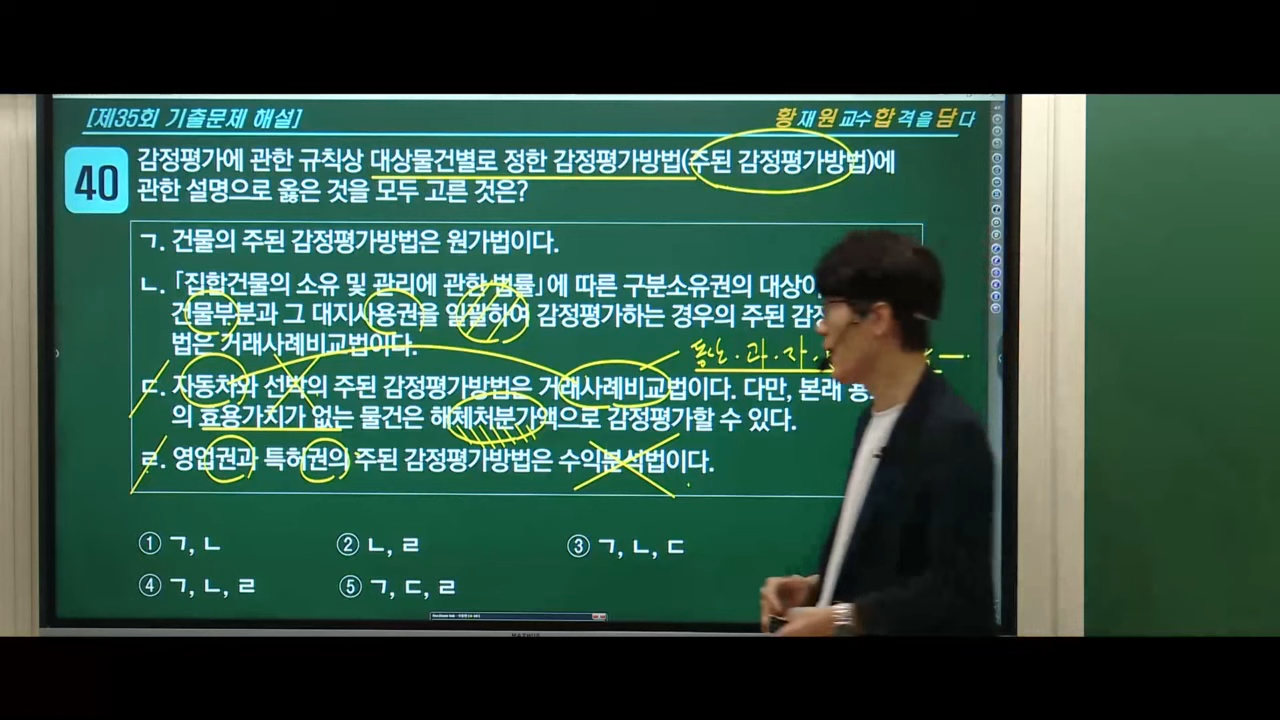 [제35회 기출문제 해설]
황재원 교수 합격을 담다
40
감정평가에 관한 규칙상 대상물건별로 정한 감정평가방법(주된 감정평가방법)에
관한 설명으로 옳은 것을 모두 고른 것은?
ㄱ. 건물의 주된 감정평가방법은 원가법이다.
ㄴ. 「집합건물의 소유 및 관리에 관한 법률」에 따른 구분소유권의 대상이
건물부분과 그 대지사용권을 일괄하여 감정평가하는 경우의 주된 감정
법은 거래사례비교법이다.
동산.과.자.
ㄷ. 자동차와 선박의 주된 감정평가방법은 거래사례비교법이다. 다만, 본래
의 효용가치가 없는 물건은 해체처분가액으로 감정평가할 수 있다.
ㄹ. 영업권과 특허권의 주된 감정평가방법은 수익분석법이다.
① ㄱ, ㄴ
② ㄴ, ㄹ
③ ㄱ, ㄴ, ㄷ
④ ㄱ, ㄴ, ㄹ
⑤ ㄱ, ㄷ, ㄹ